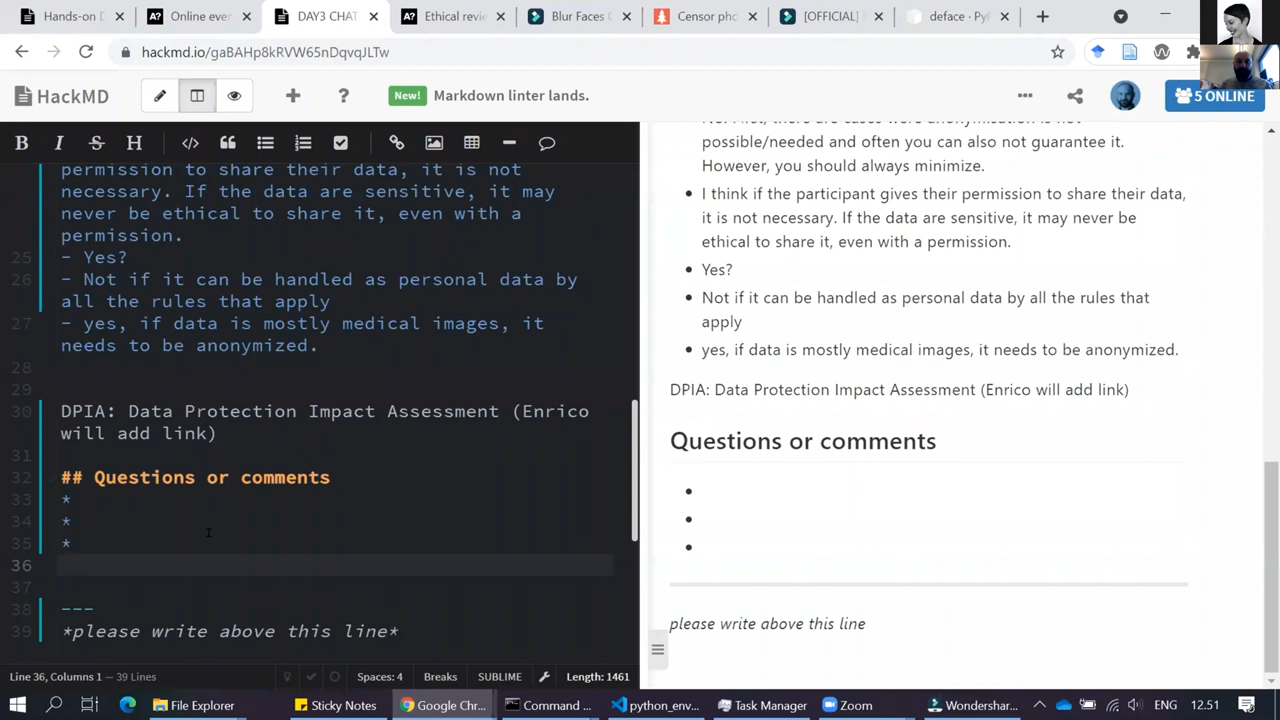 Hands-on D
Online ever
DAY3 CHAT
Ethical revie
Blur Faces O
Censor pho
[OFFICIAL]
deface · PyP
hackmd.io/gaBAHp8kRVW65nDqvqJLTw
HackMD
New! Markdown linter lands.
5 ONLINE
permission to share their data, it is not
necessary. If the data are sensitive, it may
never be ethical to share it, even with a
permission.
25 - Yes?
26 - Not if it can be handled as personal data by
all the rules that apply
27 - yes, if data is mostly medical images, it
needs to be anonymized.
28
29
30 DPIA: Data Protection Impact Assessment (Enrico
will add link)
31
32 ## Questions or comments
33 *
34 *
35 *
36
37
38 ---
39 *please write above this line*
No. First, there are cases were anonymisation is not
possible/needed and often you can also not guarantee it.
However, you should always minimize.
I think if the participant gives their permission to share their data,
it is not necessary. If the data are sensitive, it may never be
ethical to share it, even with a permission.
Yes?
Not if it can be handled as personal data by all the rules that
apply
yes, if data is mostly medical images, it needs to be anonymized.
DPIA: Data Protection Impact Assessment (Enrico will add link)
Questions or comments
please write above this line
Line 36, Columns 1 — 39 Lines
Spaces: 4
Breaks
SUBLIME
Length: 1461
File Explorer
Sticky Notes
Google Chr...
Command ...
python_env...
Task Manager
Zoom
Wondershar...
ENG
12.51